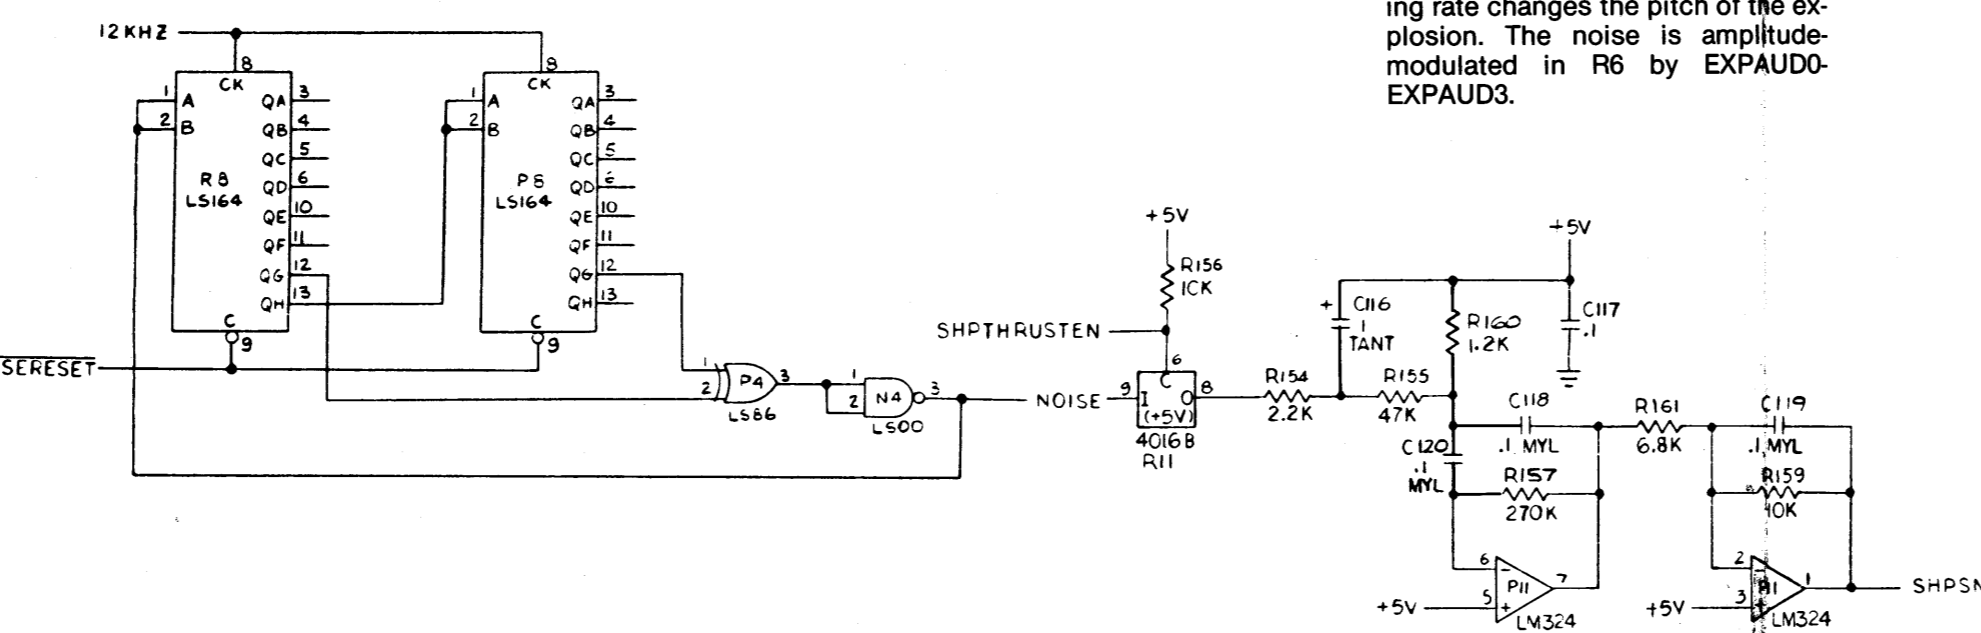 ing rate changes the pitch of the ex-
plosion. The noise is amplitude-
modulated in R6 by EXPAUD0-
EXPAUD3.
12KHZ
8
CK
1 A
2 B
QA 3
QB 4
QC 5
QD 6
QE 10
QF 11
QG 12
QH 13
R8
LS164
C
9
8
CK
1 A
2 B
QA 3
QB 4
QC 5
QD
QE 10
QF 11
QG 12
QH 13
P8
LS164
C
9
SERESET
1
2
P4
3
LS86
1
2
N4
3
LS00
NOISE
+5V
R156
10K
SHPTHRUSTEN
6
C
9 I
O 8
(+5V)
4016B
R11
R154
2.2K
+ C116
1
TANT
R155
47K
+5V
R160
1.2K
C117
.1
C118
.1 MYL
C120
.1
MYL
R157
270K
6 -
5 +
P11
7
+5V
LM324
R161
6.8K
C119
.1 MYL
R159
10K
2 -
3 +
1
+5V
LM324